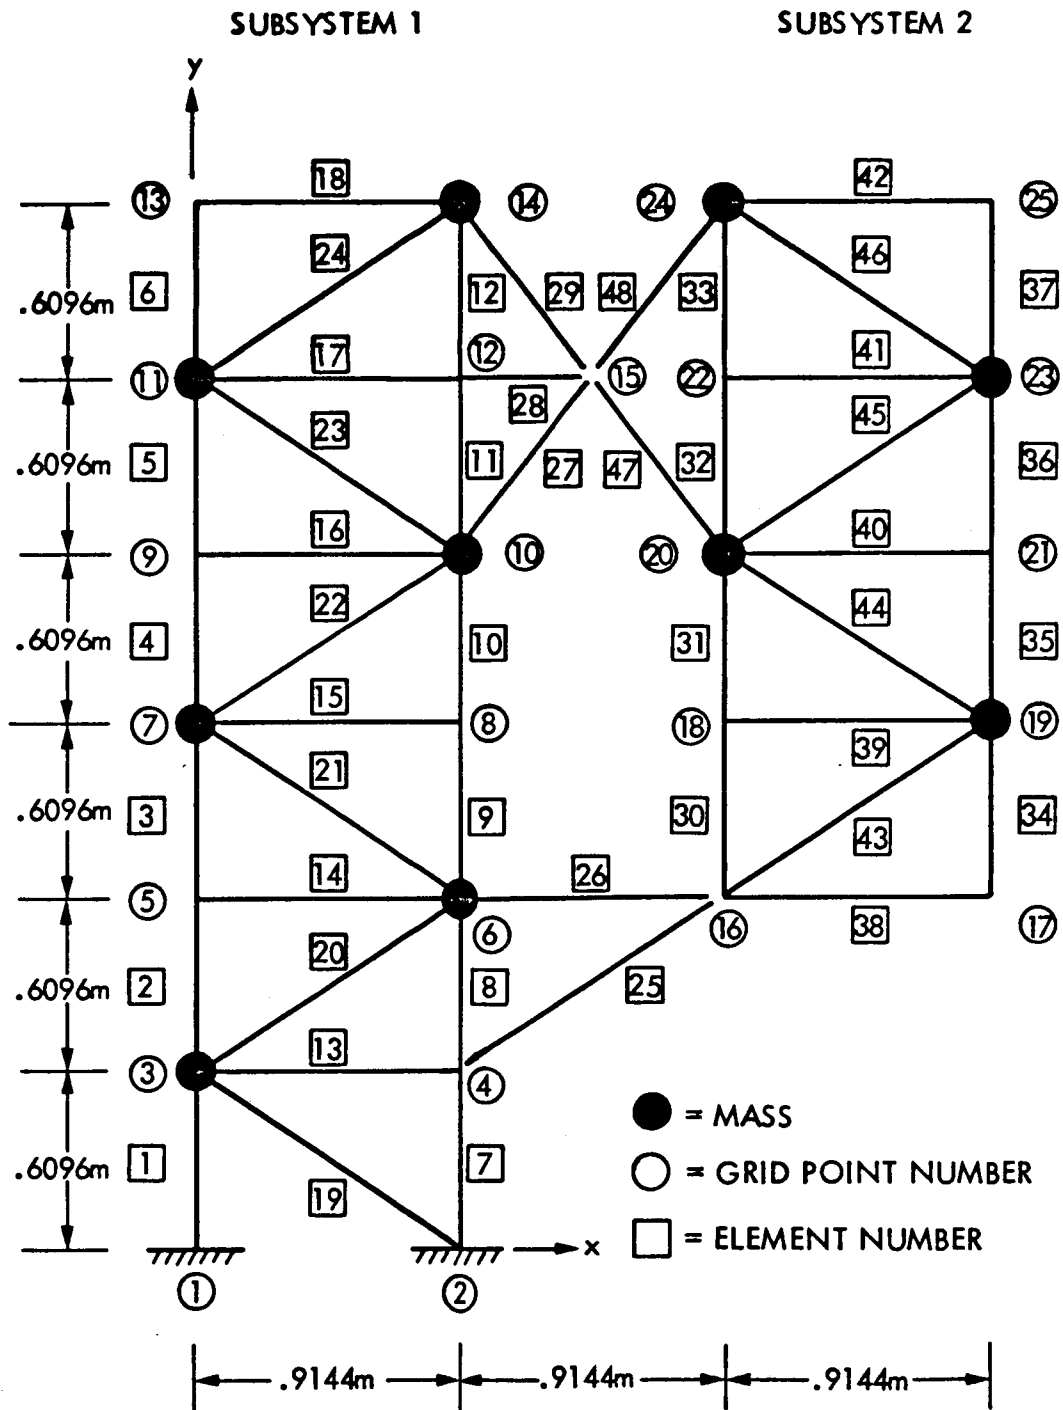 SUBSYSTEM 1 SUBSYSTEM 2
y
18 42
13 14 24 25
24 46
.6096m 6 12 29 48 33 37
17 12 41
11 15 22 23
28
23 45
.6096m 5 11 27 47 32 36
16 40
9 10 20 21
22 44
.6096m 4 10 31 35
15
7 8 18 19
39
21
.6096m 3 9 30 34
43
14 26
5
6 16 38 17
20
.6096m 2 8 25
13
3 4
= MASS
.6096m 1 7 = GRID POINT NUMBER
19
= ELEMENT NUMBER
x
1 2
.9144m .9144m .9144m